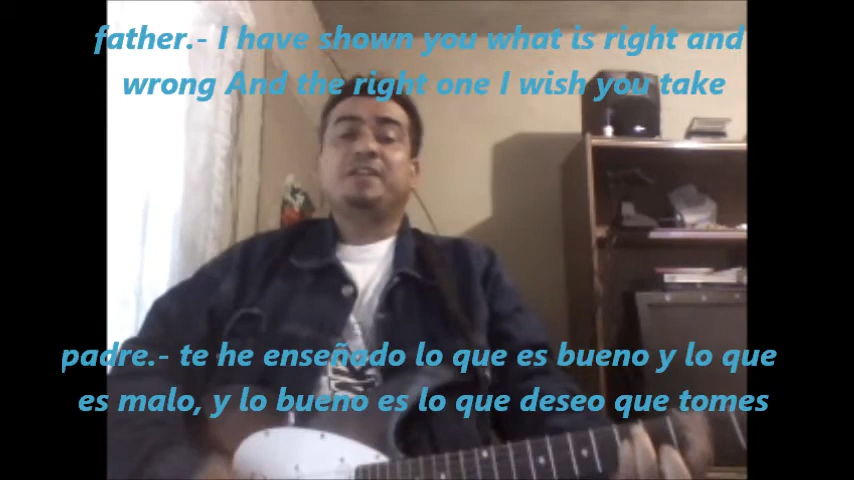 father.- I have shown you what is right and
wrong And the right one I wish you take
padre.- te he enseñodo lo que es bueno y lo que
es malo, y lo bueno es lo que deseo que tomes